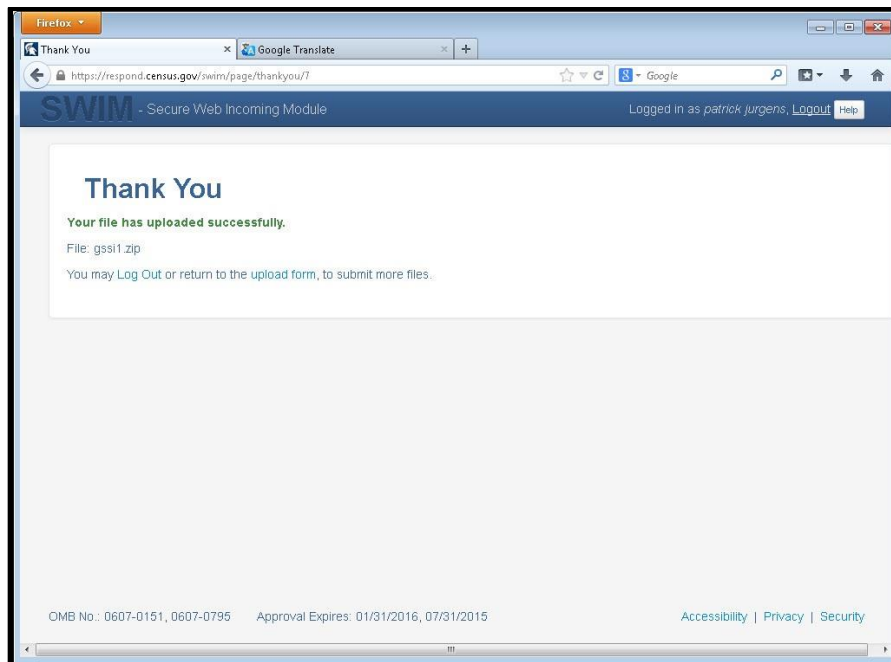 Firefox
Thank You
Google Translate
https://respond.census.gov/swim/page/thankyou/7
Google
SWIM - Secure Web Incoming Module
Logged in as patrick jurgens, Logout Help
Thank You
Your file has uploaded successfully.
File: gssi1.zip
You may Log Out or return to the upload form, to submit more files.
OMB No.: 0607-0151, 0607-0795 Approval Expires: 01/31/2016, 07/31/2015 Accessibility | Privacy | Security